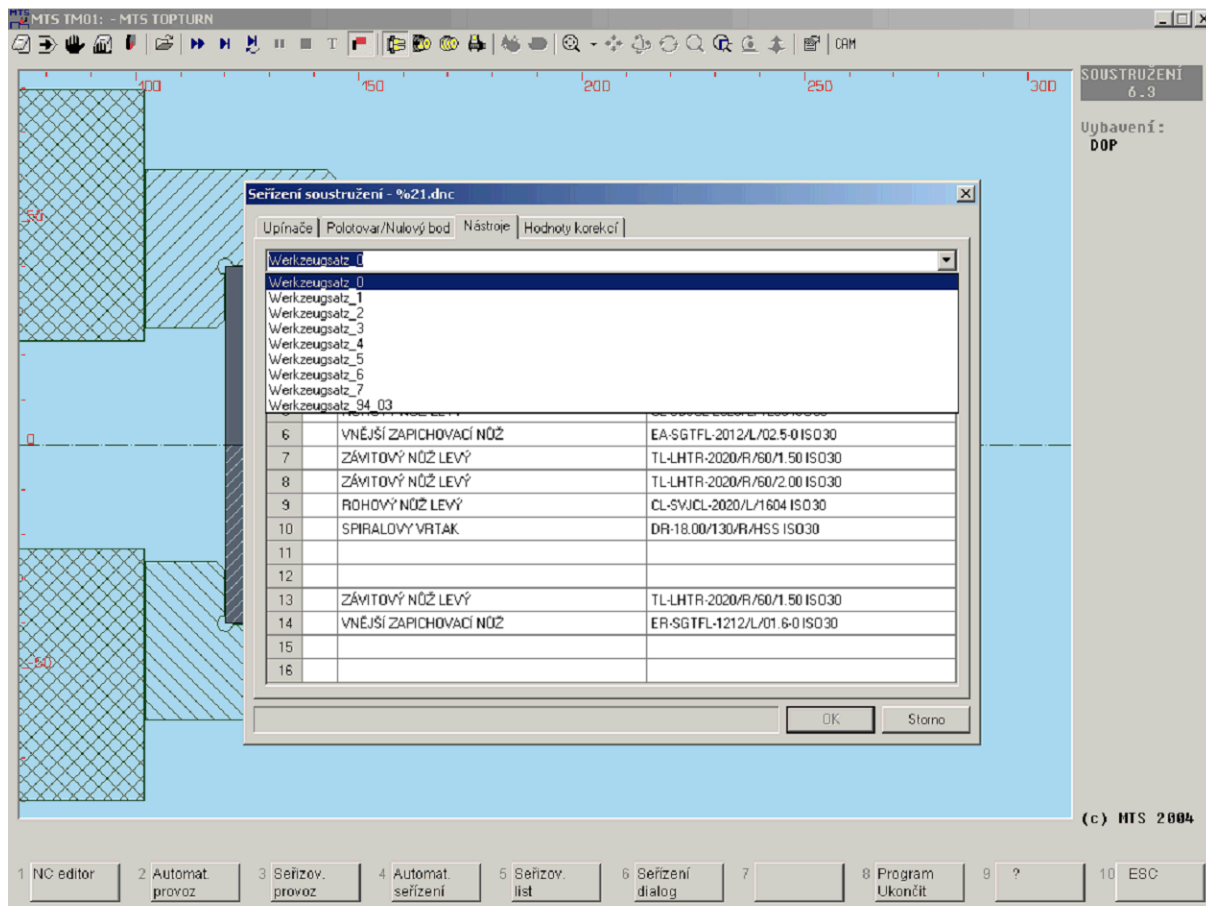 MTS TM01: - MTS TOPTURN
T CAM
100 150 200 250 300
SOUSTRUŽENÍ
6.3
Vybavení:
DOP
50
0
-50
Seřízení soustružení - %21.dnc
Upínače Polotovar/Nulový bod Nástroje Hodnoty korekcí
Werkzeugsatz_0
Werkzeugsatz_0
Werkzeugsatz_1
Werkzeugsatz_2
Werkzeugsatz_3
Werkzeugsatz_4
Werkzeugsatz_5
Werkzeugsatz_6
Werkzeugsatz_7
Werkzeugsatz_94_03
6 VNĚJŠÍ ZAPICHOVACÍ NŮŽ EA-SGTFL-2012/L/02.5-0 ISO30
7 ZÁVITOVÝ NŮŽ LEVÝ TL-LHTR-2020/R/60/1.50 ISO30
8 ZÁVITOVÝ NŮŽ LEVÝ TL-LHTR-2020/R/60/2.00 ISO30
9 ROHOVÝ NŮŽ LEVÝ CL-SVJCL-2020/L/1604 ISO30
10 SPIRALOVY VRTAK DR-18.00/130/R/HSS ISO30
11
12
13 ZÁVITOVÝ NŮŽ LEVÝ TL-LHTR-2020/R/60/1.50 ISO30
14 VNĚJŠÍ ZAPICHOVACÍ NŮŽ ER-SGTFL-1212/L/01.6-0 ISO30
15
16
OK Storno
(c) MTS 2004
1 NC editor 2 Automat. provoz 3 Seřizov. provoz 4 Automat. seřízení 5 Seřizov. list 6 Seřízení dialog 7 8 Program Ukončit 9 ? 10 ESC